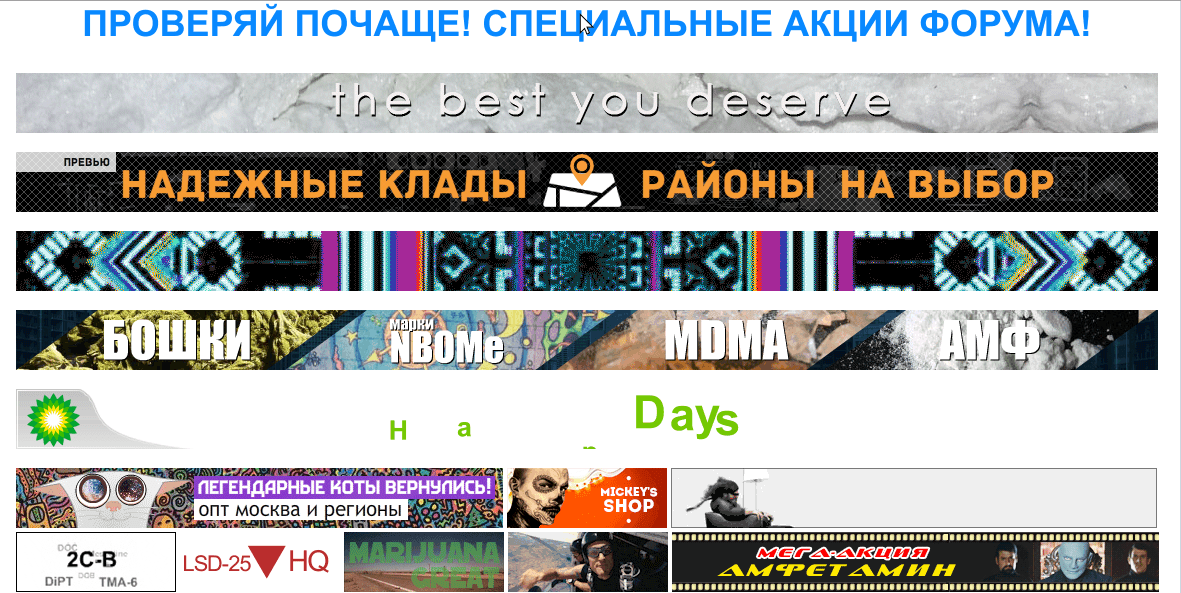 ПРОВЕРЯЙ ПОЧАЩЕ! СПЕЦИАЛЬНЫЕ АКЦИИ ФОРУМА!
the best you deserve
ПРЕВЬЮ
НАДЕЖНЫЕ КЛАДЫ РАЙОНЫ НА ВЫБОР
БОШКИ
марки
NBOMe
MDMA
АМФ
H a Days
ЛЕГЕНДАРНЫЕ КОТЫ ВЕРНУЛИСЬ!
опт москва и регионы
MICKEY'S
SHOP
DOC
2C-B
DiPT DOB TMA-6
LSD-25 HQ
MARIJUANA
GREAT
МЕГА-АКЦИЯ
АМФЕТАМИН